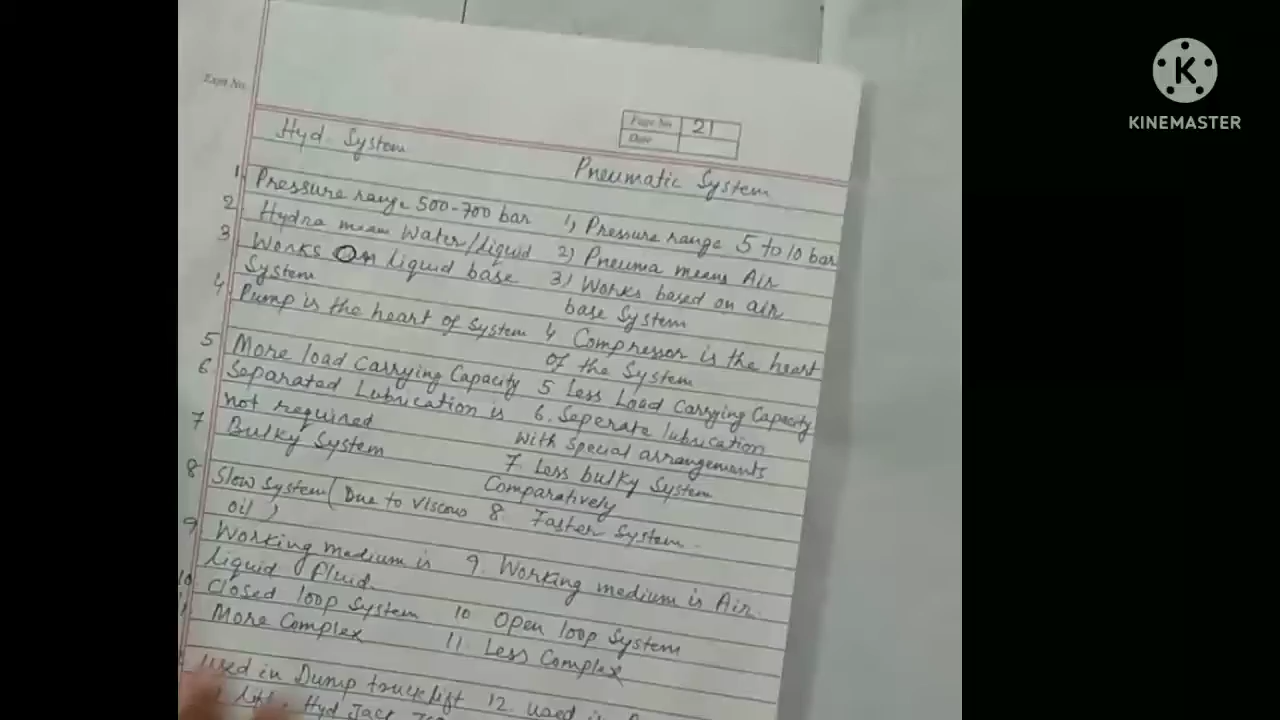 KINEMASTER
Expt No.
Page No 21
Date
Hyd. System
Pneumatic System
1 Pressure range 500-700 bar
1) Pressure range 5 to 10 bar
2 Hydra mean Water/Liquid
2) Pneuma means Air
3 Works On liquid base
System
3) Works based on air
base System
4 Pump is the heart of System
4 Compressor is the heart
of the System
5 More load Carrying Capacity
5 Less Load Carrying Capacity
6 Separated Lubrication is
not required
6. Seperate lubrication
with Special arrangements
7 Bulky System
7. Less bulky System
Comparatively
8 Slow System (Due to Viscous
oil)
8. Faster System.
9 Working medium is
liquid fluid.
9. Working medium is Air.
10 Closed loop System
10 Open loop System
More Complex
11. Less Complex
Used in Dump truck lift
12. Used in
lift, Hyd Jack